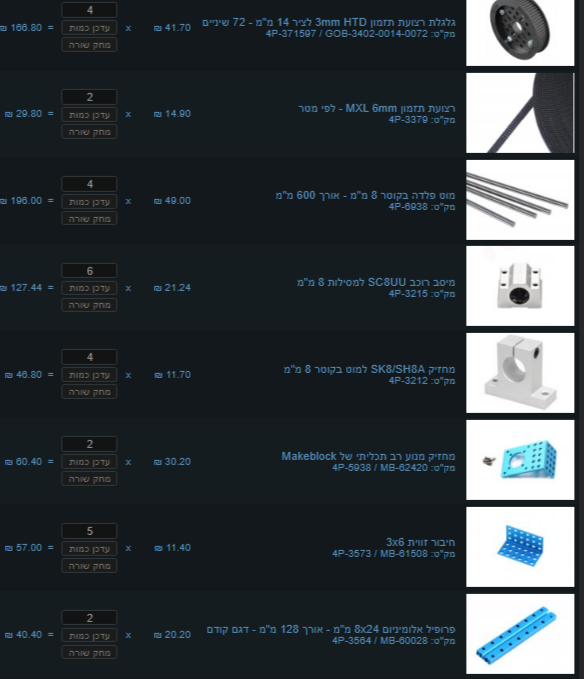 גלגלת רצועת תזמון 3mm HTD לציר 14 מ"מ - 72 שיניים
מק"ט: 4P-371597 / GOB-3402-0014-0072
₪ 41.70 x 4 = ₪ 166.80
עדכן כמות
מחק שורה
רצועת תזמון MXL 6mm - לפי מטר
מק"ט: 4P-3379
₪ 14.90 x 2 = ₪ 29.80
עדכן כמות
מחק שורה
מוט פלדה בקוטר 8 מ"מ - אורך 600 מ"מ
מק"ט: 4P-6938
₪ 49.00 x 4 = ₪ 196.00
עדכן כמות
מחק שורה
מיסב רוכב SC8UU למסילות 8 מ"מ
מק"ט: 4P-3215
₪ 21.24 x 6 = ₪ 127.44
עדכן כמות
מחק שורה
מחזיק SK8/SH8A למוט בקוטר 8 מ"מ
מק"ט: 4P-3212
₪ 11.70 x 4 = ₪ 46.80
עדכן כמות
מחק שורה
מחזיק מנוע רב תכליתי של Makeblock
מק"ט: 4P-5938 / MB-62420
₪ 30.20 x 2 = ₪ 60.40
עדכן כמות
מחק שורה
חיבור זווית 3x6
מק"ט: 4P-3573 / MB-61508
₪ 11.40 x 5 = ₪ 57.00
עדכן כמות
מחק שורה
פרופיל אלומיניום 8x24 מ"מ - אורך 128 מ"מ - דגם קודם
מק"ט: 4P-3564 / MB-60028
₪ 20.20 x 2 = ₪ 40.40
עדכן כמות
מחק שורה